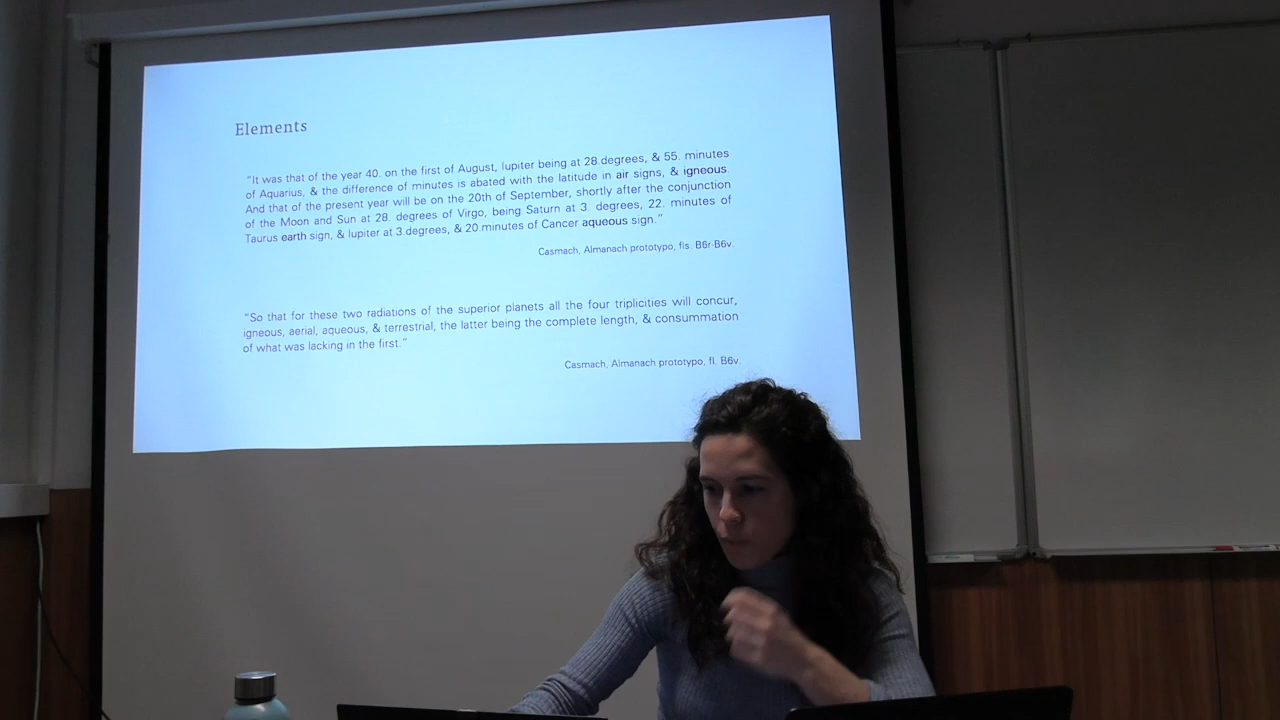 Elements
"It was that of the year 40. on the first of August, Iupiter being at 28.degrees, & 55. minutes
of Aquarius, & the difference of minutes is abated with the latitude in air signs, & igneous.
And that of the present year will be on the 20th of September, shortly after the conjunction
of the Moon and Sun at 28. degrees of Virgo, being Saturn at 3. degrees, 22. minutes of
Taurus earth sign, & Iupiter at 3.degrees, & 20.minutes of Cancer aqueous sign."
Casmach, Almanach prototypo, fls. B6r-B6v.
"So that for these two radiations of the superior planets all the four triplicities will concur,
igneous, aerial, aqueous, & terrestrial, the latter being the complete length, & consummation
of what was lacking in the first."
Casmach, Almanach prototypo, fl. B6v.